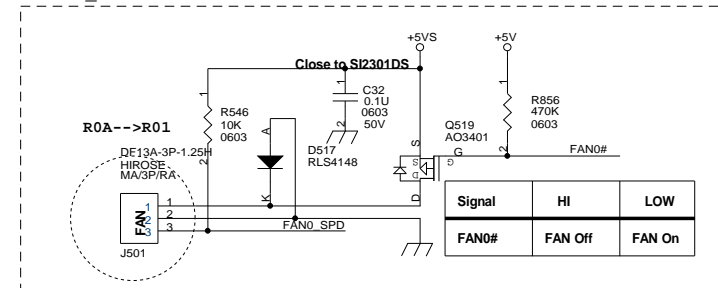 +5VS
+5V
Close to SI2301DS
1
R546
10K
0603
2
1
C32
0.1U
0603
50V
2
1
R856
470K
0603
2
R0A-->R01
DF13A-3P-1.25H
HIROSE
MA/3P/RA
A
D517
RLS4148
K
Q519
AO3401
S
S
G
G
D
D
FAN0#
FAN
1
2
3
1
2
3
FAN0_SPD
J501
Signal HI LOW
FAN0# FAN Off FAN On